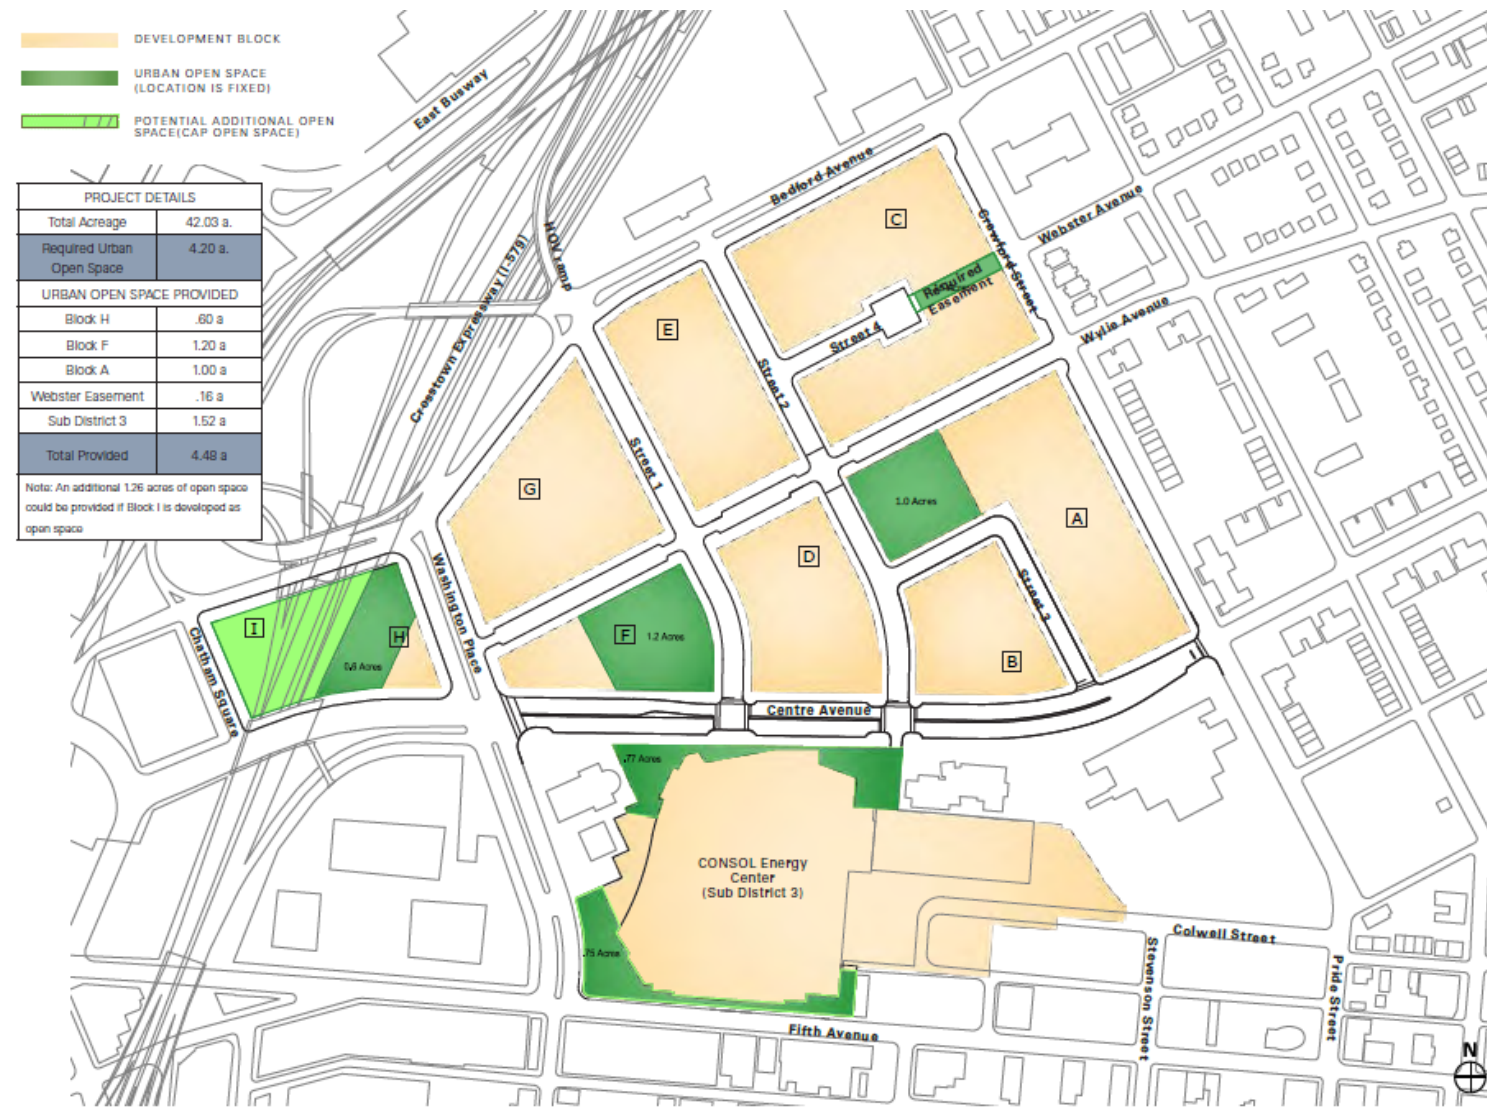 DEVELOPMENT BLOCK
URBAN OPEN SPACE
(LOCATION IS FIXED)
POTENTIAL ADDITIONAL OPEN
SPACE(CAP OPEN SPACE)
PROJECT DETAILS
Total Acreage 42.03 a.
Required Urban
Open Space 4.20 a.
URBAN OPEN SPACE PROVIDED
Block H .60 a
Block F 1.20 a
Block A 1.00 a
Webster Easement .16 a
Sub District 3 1.52 a
Total Provided 4.48 a
Note: An additional 1.26 acres of open space
could be provided if Block I is developed as
open space
East Busway
Bedford Avenue
HOV ramp
Crosstown Expressway (I-579)
C
Crawford Street
Webster Avenue
Required
Easement
Wylie Avenue
Street 4
E
Street 2
Street 1
G
1.0 Acres
A
D
Street 3
Washington Place
I
H
0.6 Acres
F
1.2 Acres
B
Chatham Square
Centre Avenue
.77 Acres
CONSOL Energy
Center
(Sub District 3)
.75 Acres
Colwell Street
Stevenson Street
Pride Street
Fifth Avenue
N